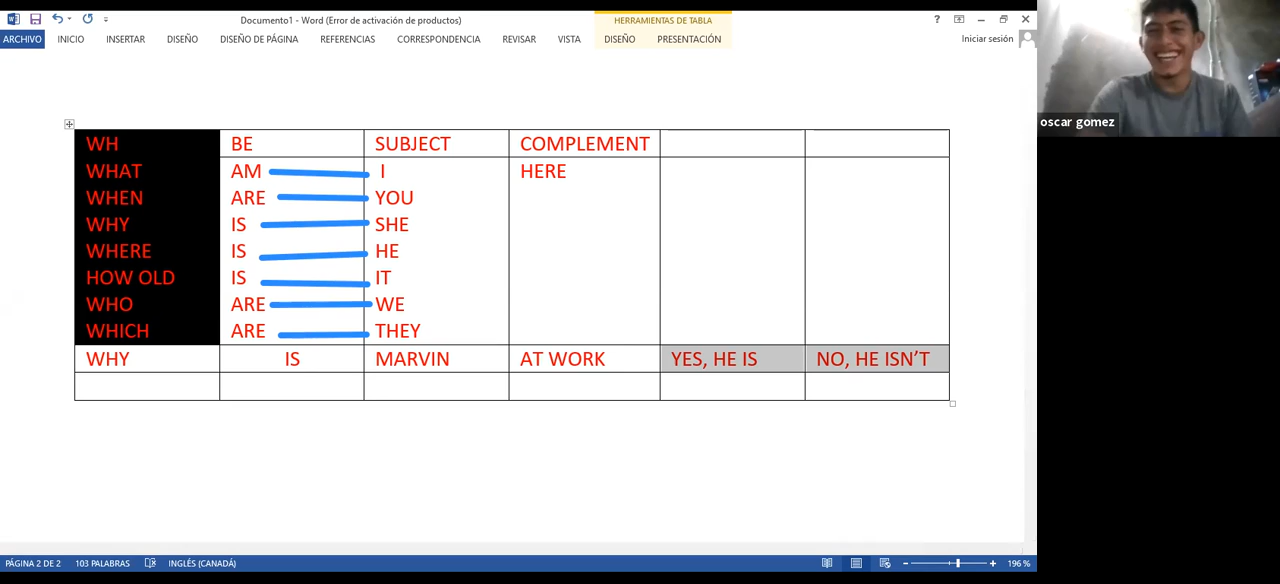 Documento1 - Word (Error de activación de productos)
HERRAMIENTAS DE TABLA
?
ARCHIVO INICIO INSERTAR DISEÑO DISEÑO DE PÁGINA REFERENCIAS CORRESPONDENCIA REVISAR VISTA DISEÑO PRESENTACIÓN Iniciar sesión
oscar gomez
WH BE SUBJECT COMPLEMENT
WHAT AM I HERE
WHEN ARE YOU
WHY IS SHE
WHERE IS HE
HOW OLD IS IT
WHO ARE WE
WHICH ARE THEY
WHY IS MARVIN AT WORK YES, HE IS NO, HE ISN'T
PÁGINA 2 DE 2 103 PALABRAS INGLÉS (CANADÁ) 196 %